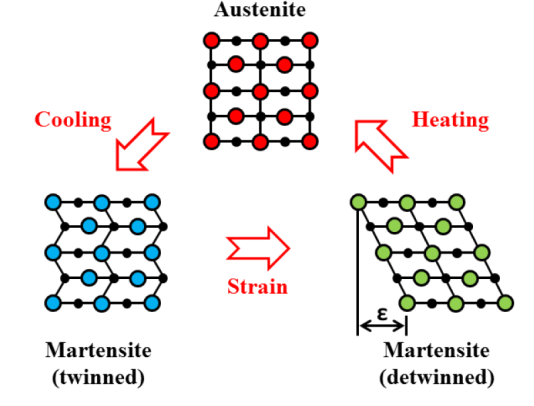 Austenite
Cooling
Heating
Strain
ε
Martensite
(twinned)
Martensite
(detwinned)